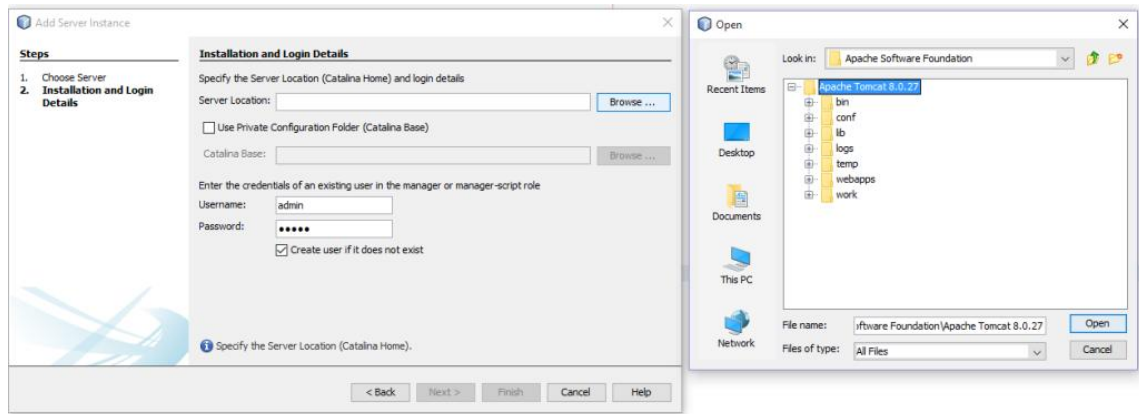 Add Server Instance
Steps
1. Choose Server
2. Installation and Login
Details
Installation and Login Details
Specify the Server Location (Catalina Home) and login details
Server Location:
Browse ...
Use Private Configuration Folder (Catalina Base)
Catalina Base:
Browse ...
Enter the credentials of an existing user in the manager or manager-script role
Username: admin
Password: •••••
Create user if it does not exist
Specify the Server Location (Catalina Home).
< Back Next > Finish Cancel Help
Open
Look in: Apache Software Foundation
Recent Items
Desktop
Documents
This PC
Network
Apache Tomcat 8.0.27
bin
conf
lib
logs
temp
webapps
work
File name: ftware Foundation\Apache Tomcat 8.0.27 Open
Files of type: All Files Cancel